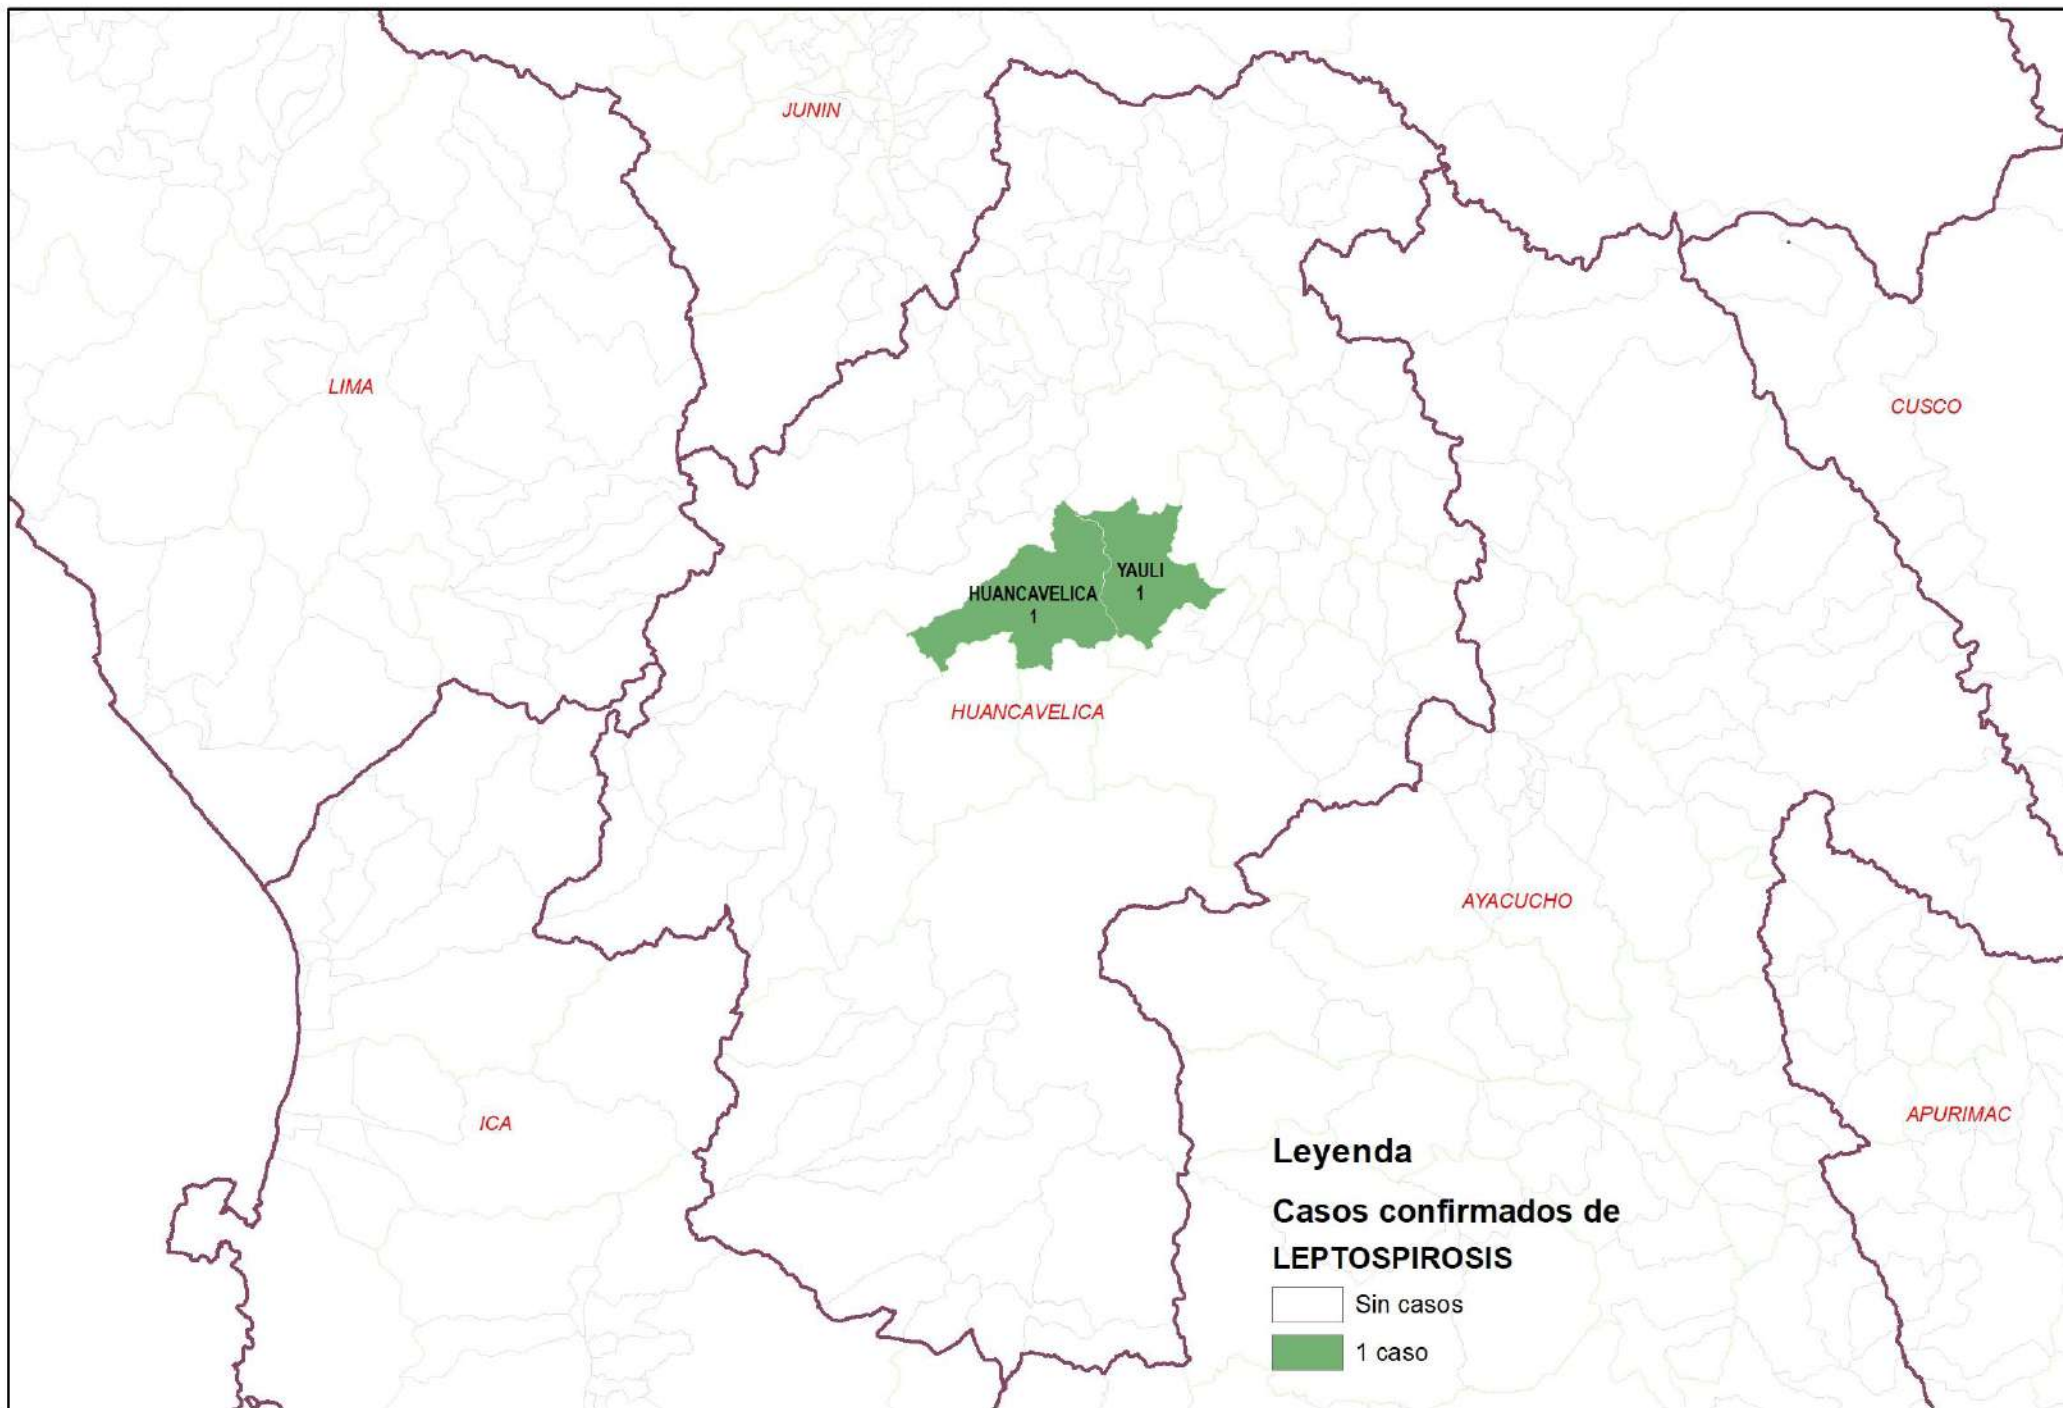 JUNIN
LIMA
CUSCO
YAULI
1
HUANCAVELICA
1
HUANCAVELICA
AYACUCHO
ICA
APURIMAC
Leyenda
Casos confirmados de
LEPTOSPIROSIS
Sin casos
1 caso